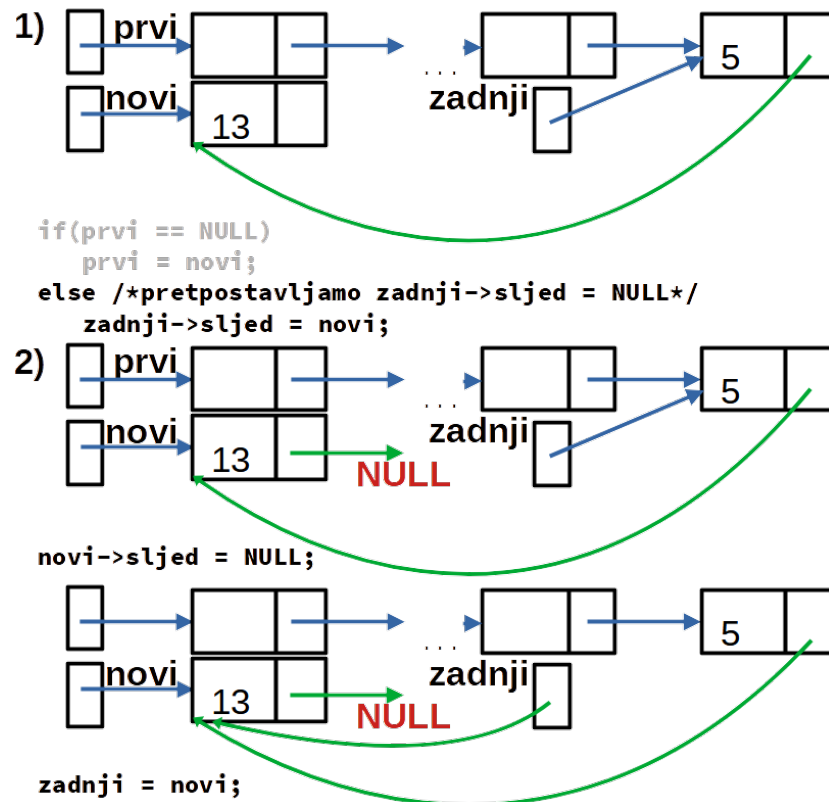 1) prvi
... 5
novi 13 zadnji
if(prvi == NULL)
prvi = novi;
else /*pretpostavljamo zadnji->sljed = NULL*/
zadnji->sljed = novi;
2) prvi
... 5
novi 13 zadnji
NULL
novi->sljed = NULL;
... 5
novi 13 zadnji
NULL
zadnji = novi;